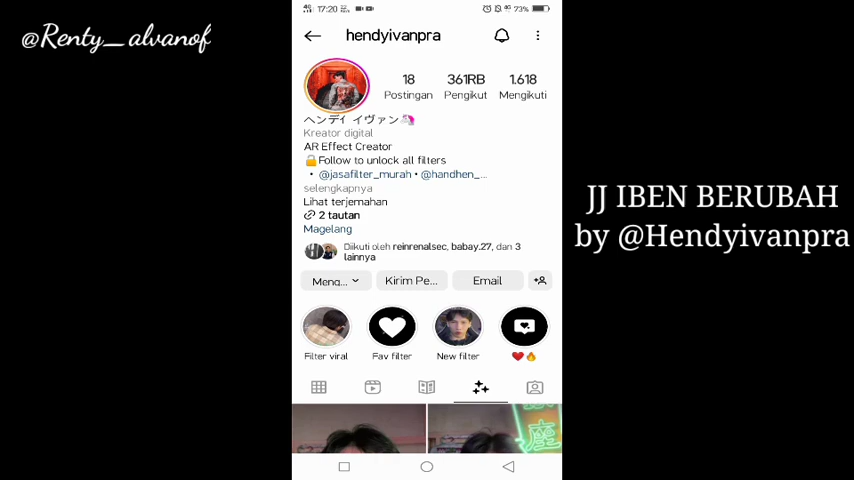 @Renty_alvanof
17:20
73%
hendyivanpra
18
361RB
1.618
Postingan
Pengikut
Mengikuti
ヘンディ イヴァン🦄
Kreator digital
AR Effect Creator
🔒Follow to unlock all filters
• @jasafilter_murah • @handhen_...
selengkapnya
Lihat terjemahan
2 tautan
Magelang
Diikuti oleh reinrenalsec, babay.27, dan 3
lainnya
Meng...
Kirim Pe...
Email
Filter viral
Fav filter
New filter
❤️🔥
座
JJ IBEN BERUBAH
by @Hendyivanpra